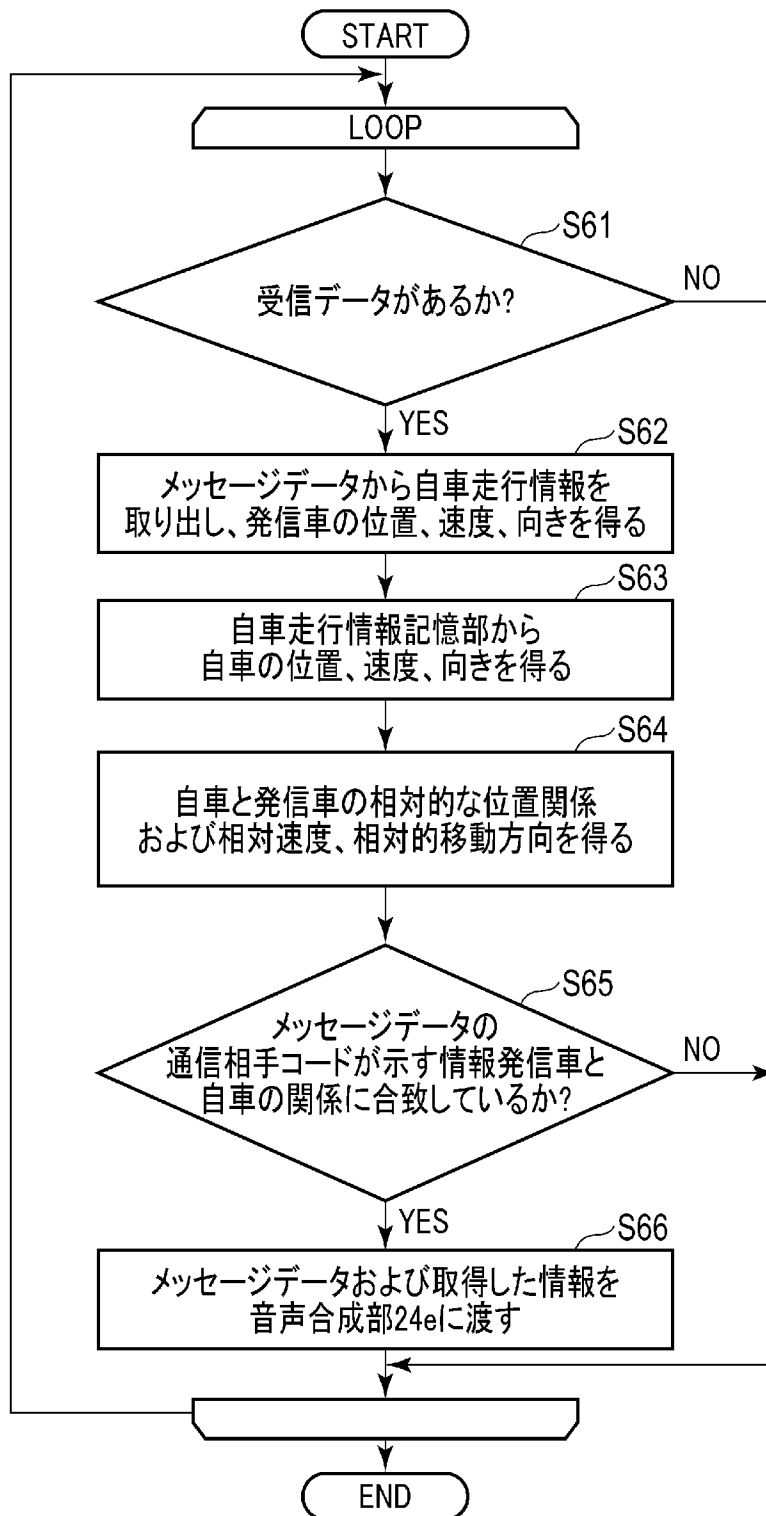 START
LOOP
S61
受信データがあるか?
NO
YES
S62
メッセージデータから自車走行情報を
取り出し、発信車の位置、速度、向きを得る
S63
自車走行情報記憶部から
自車の位置、速度、向きを得る
S64
自車と発信車の相対的な位置関係
および相対速度、相対的移動方向を得る
S65
メッセージデータの
通信相手コードが示す情報発信車と
自車の関係に合致しているか?
NO
YES
S66
メッセージデータおよび取得した情報を
音声合成部24eに渡す
END